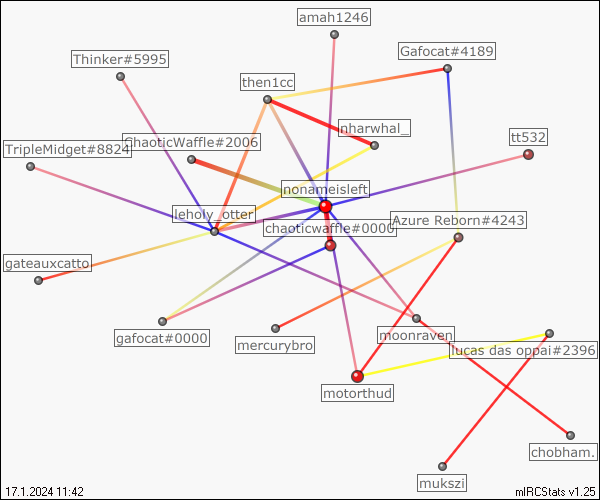 amah1246
Gafocat#4189
Thinker#5995
then1cc
nharwhal_
tt532
ChaoticWaffle#2006
TripleMidget#8824
nonameisleft
leholy_otter
Azure Reborn#4243
chaoticwaffle#0000
gateauxcatto
gafocat#0000
moonraven
mercurybro
lucas das oppai#2396
motorthud
chobham.
mukszi
17.1.2024 11:42
mIRCStats v1.25